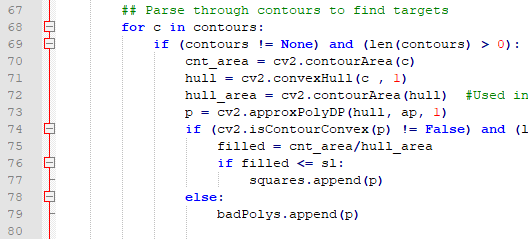 67 ## Parse through contours to find targets
68 for c in contours:
69 if (contours != None) and (len(contours) > 0):
70 cnt_area = cv2.contourArea(c)
71 hull = cv2.convexHull(c , 1)
72 hull_area = cv2.contourArea(hull) #Used in
73 p = cv2.approxPolyDP(hull, ap, 1)
74 if (cv2.isContourConvex(p) != False) and (l
75 filled = cnt_area/hull_area
76 if filled <= sl:
77 squares.append(p)
78 else:
79 badPolys.append(p)
80